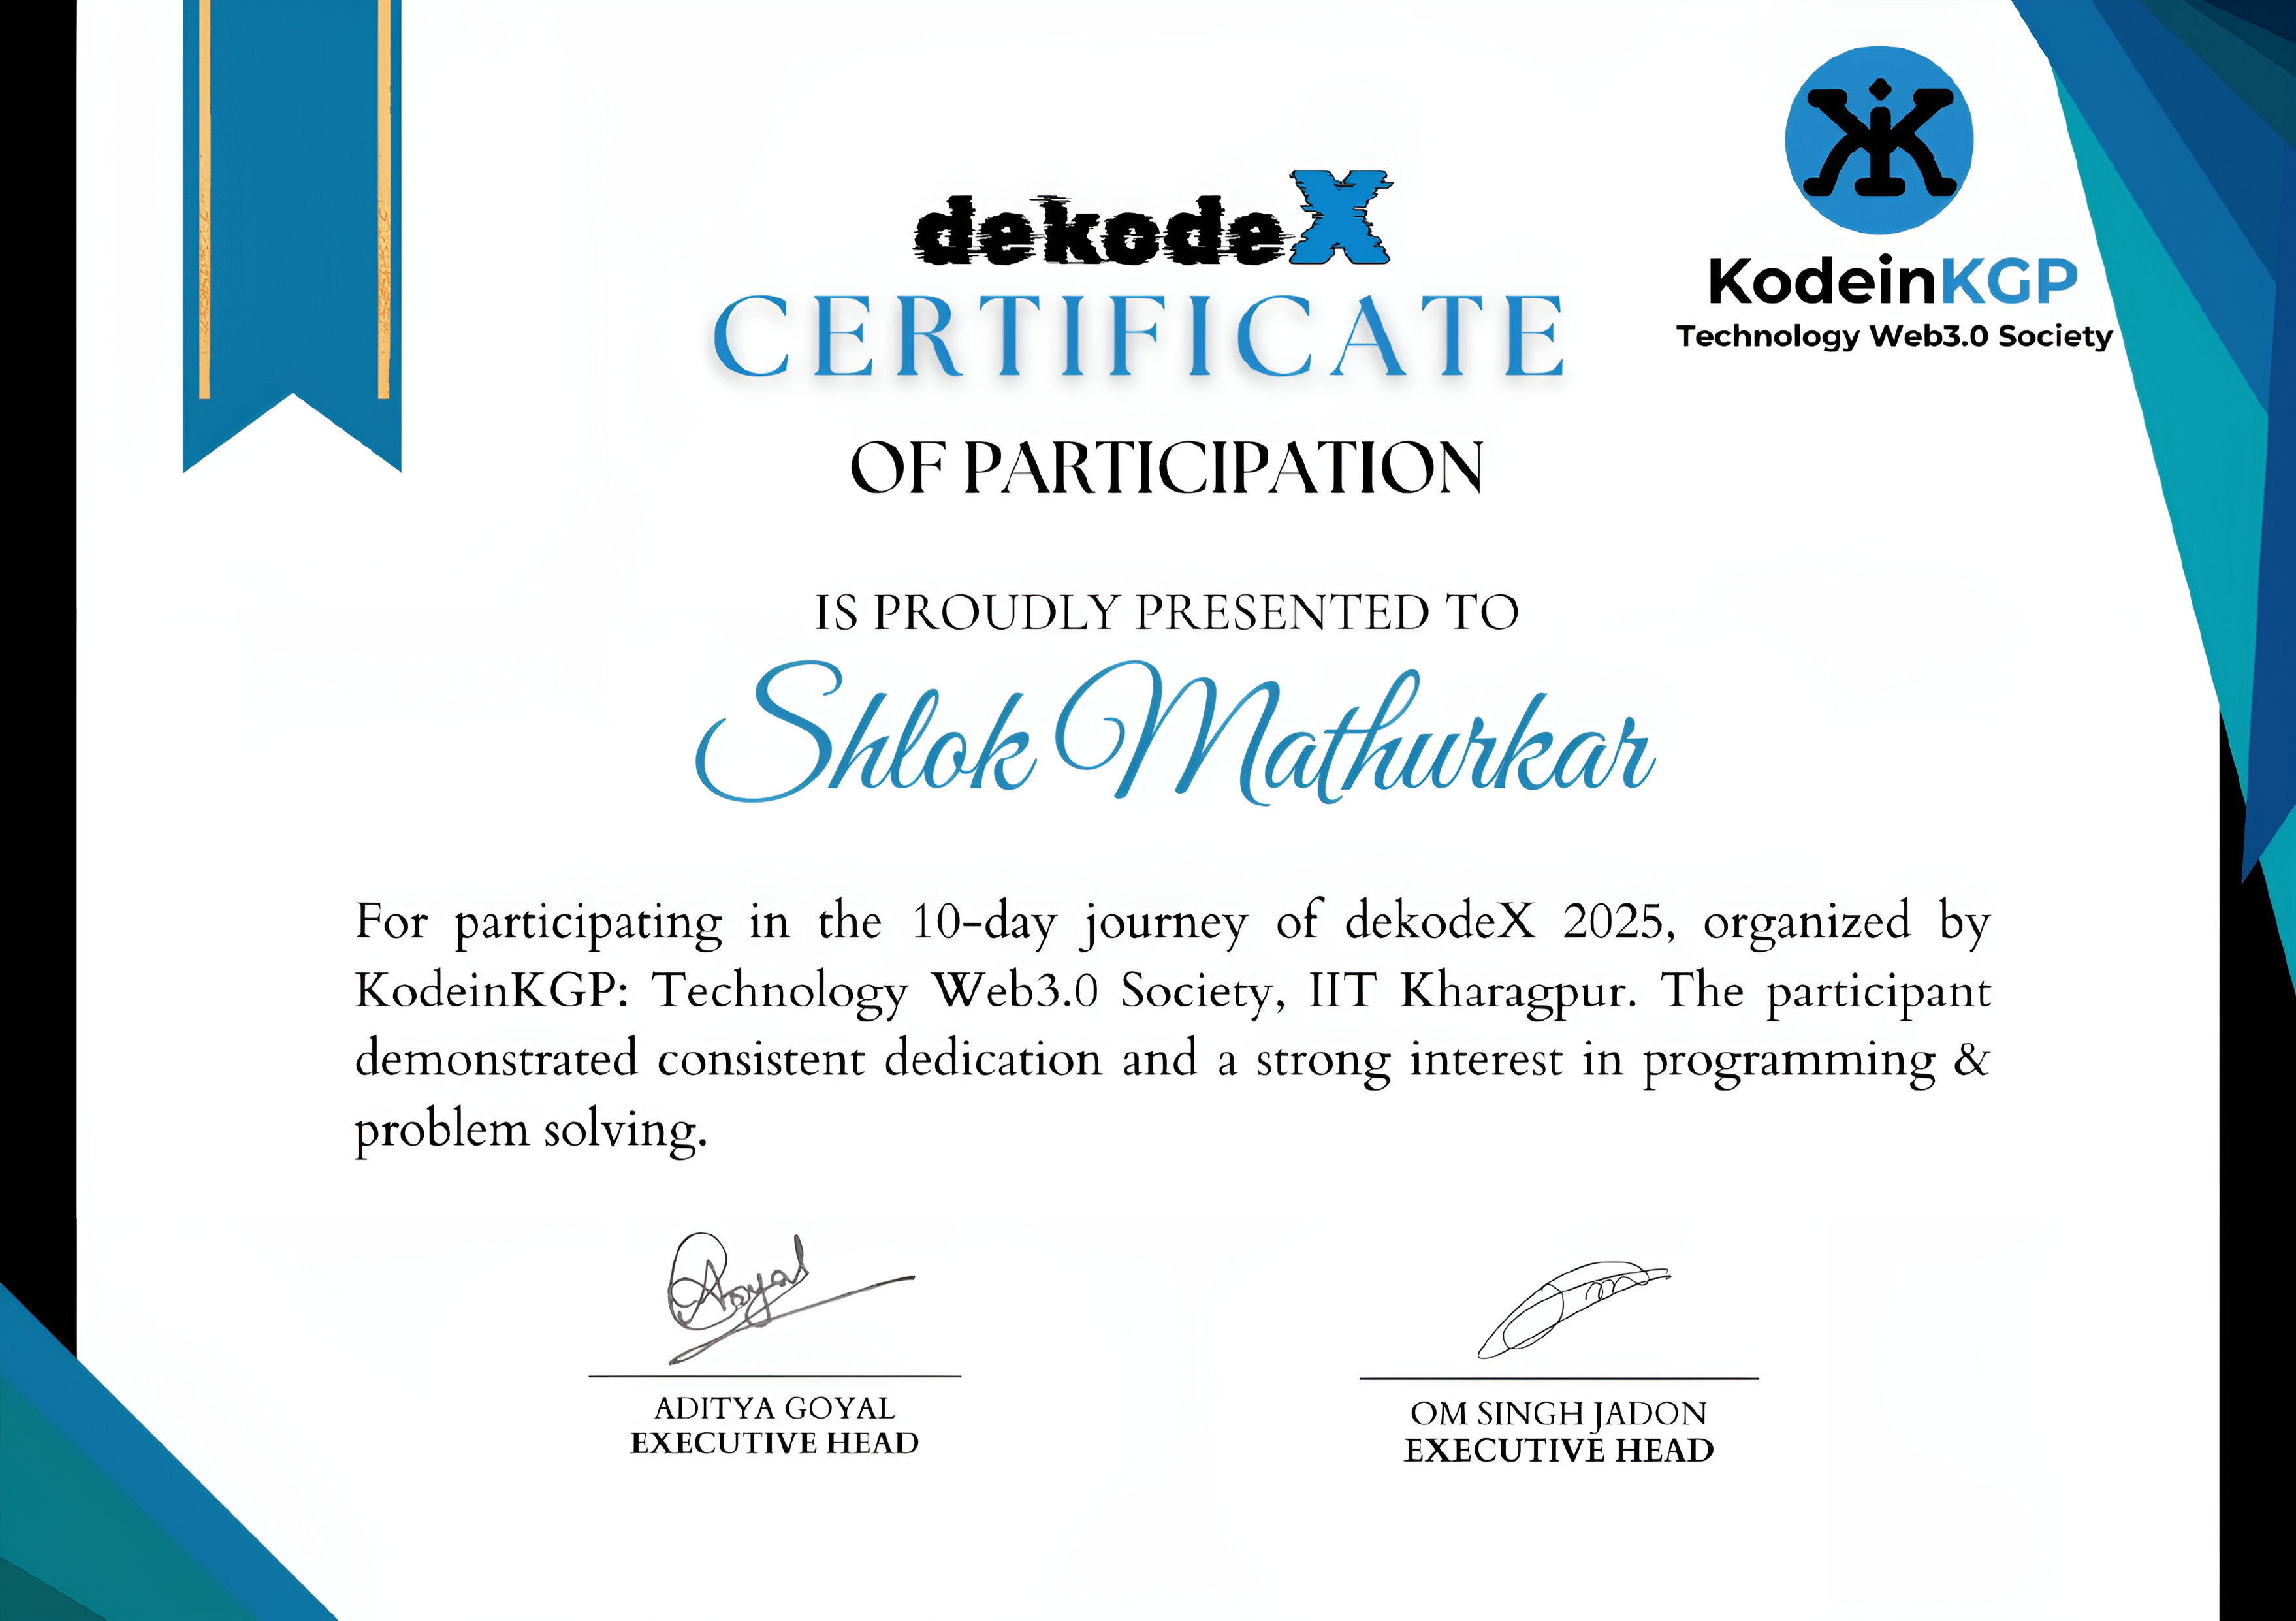 dekodeX
KodeinKGP
Technology Web3.0 Society
CERTIFICATE
OF PARTICIPATION
IS PROUDLY PRESENTED TO
Shlok Mathurkar
For participating in the 10-day journey of dekodeX 2025, organized by
KodeinKGP: Technology Web3.0 Society, IIT Kharagpur. The participant
demonstrated consistent dedication and a strong interest in programming &
problem solving.
ADITYA GOYAL
EXECUTIVE HEAD
OM SINGH JADON
EXECUTIVE HEAD